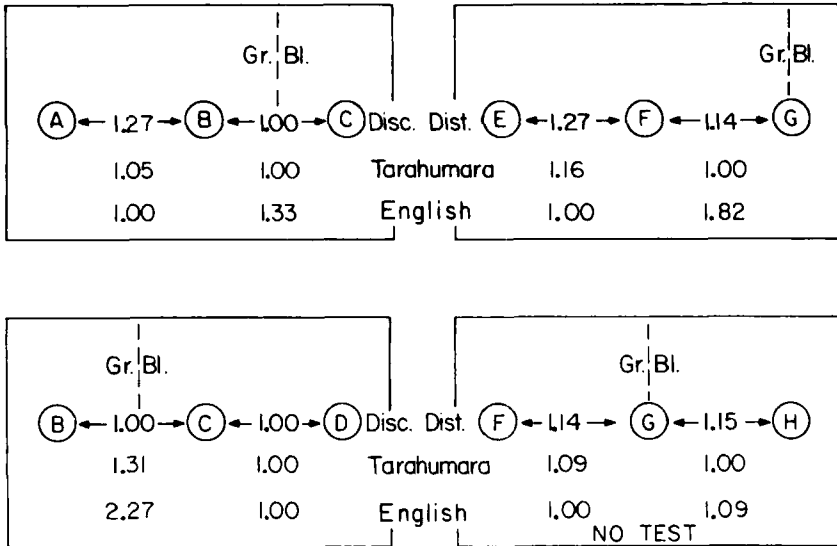 Gr. Bl. Gr. Bl.
A 1.27 B 1.00 C Disc. Dist. E 1.27 F 1.14 G
1.05 1.00 Tarahumara 1.16 1.00
1.00 1.33 English 1.00 1.82
Gr. Bl. Gr. Bl.
B 1.00 C 1.00 D Disc. Dist. F 1.14 G 1.15 H
1.31 1.00 Tarahumara 1.09 1.00
2.27 1.00 English 1.00 1.09
NO TEST